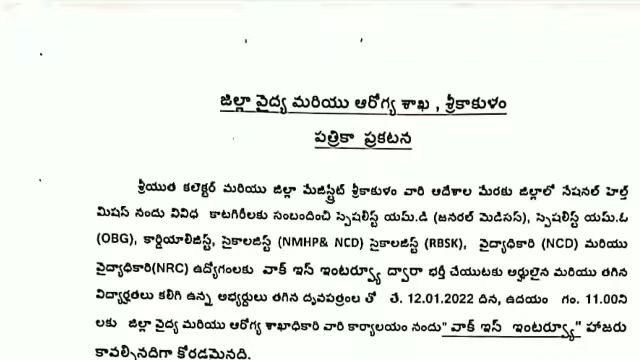 జిల్లా వైద్య మరియు ఆరోగ్య శాఖ , శ్రీకాకుళం
పత్రికా ప్రకటన
శ్రీయుత కలెక్టర్ మరియు జిల్లా మేజిస్ట్రేట్ శ్రీకాకుళం వారి ఆదేశాల మేరకు జిల్లాలో నేషనల్ హెల్త్
మిషన్ నందు వివిధ కాటగిరీలకు సంబందించి స్పెషలిస్ట్ యమ్.డి (జనరల్ మెడిసన్), స్పెషలిస్ట్ యమ్.ఓ
(OBG), కార్డియాలిజిస్ట్, సైకాలజిస్ట్ (NMHP& NCD) సైకాలజిస్ట్ (RBSK), వైద్యాధికారి (NCD) మరియు
వైద్యాధికారి(NRC) ఉద్యోగంలకు వాక్ ఇన్ ఇంటర్వ్యూ ద్వారా భర్తీ చేయుటకు అర్హులైన మరియు తగిన
విద్యార్హతలు కలిగి ఉన్న అభ్యర్థులు తగిన దృవపత్రంల తో తే. 12.01.2022 దిన, ఉదయం గం. 11.00ని
లకు జిల్లా వైద్య మరియు ఆరోగ్య శాఖాధికారి వారి కార్యాలయం నందు" వాక్ ఇన్ ఇంటర్వ్యూ" హాజరు
కావల్సినదిగా కోరడమైనది.